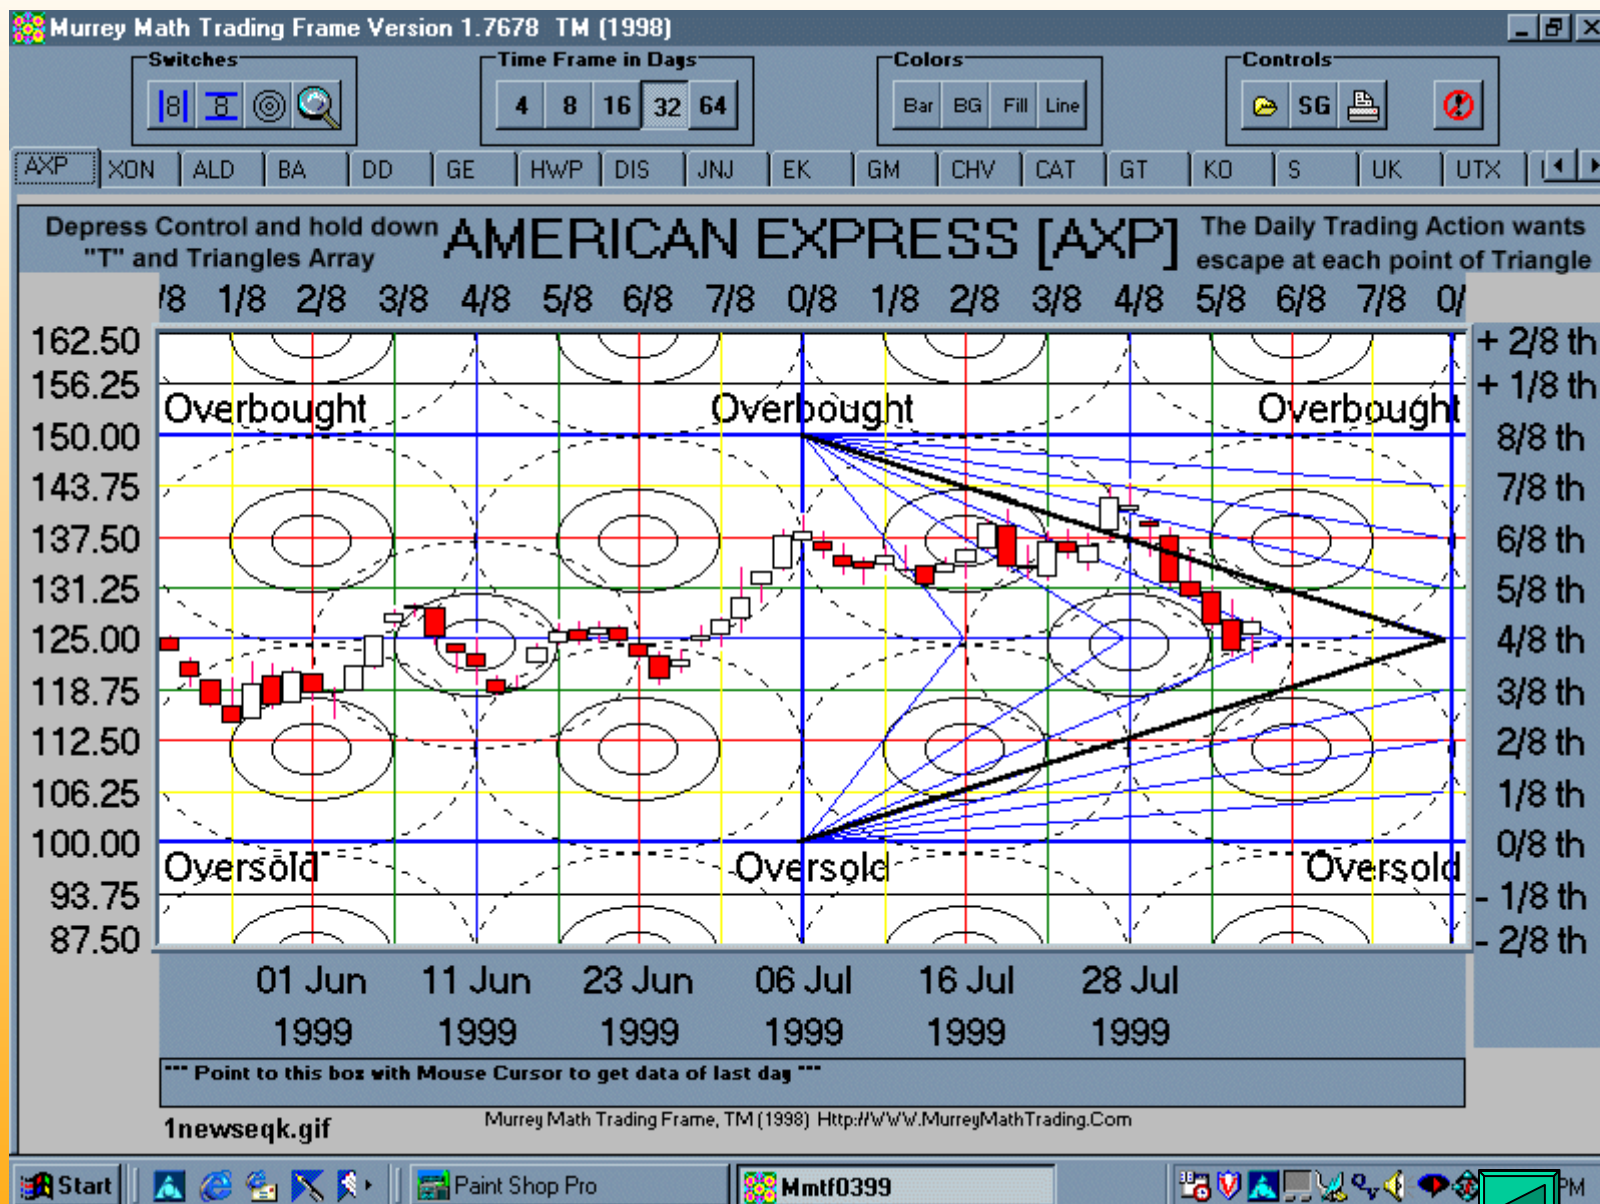 Murrey Math Trading Frame Version 1.7678 TM (1998)
Switches
Time Frame in Days
Colors
Controls
8 8
4 8 16 32 64
Bar BG Fill Line
SG
AXP XON ALD BA DD GE HWP DIS JNJ EK GM CHV CAT GT KO S UK UTX
Depress Control and hold down
"T" and Triangles Array
AMERICAN EXPRESS [AXP]
The Daily Trading Action wants
escape at each point of Triangle
/8 1/8 2/8 3/8 4/8 5/8 6/8 7/8 0/8 1/8 2/8 3/8 4/8 5/8 6/8 7/8 0/
162.50 + 2/8 th
156.25 + 1/8 th
Overbought Overbought Overbought
150.00 8/8 th
143.75 7/8 th
137.50 6/8 th
131.25 5/8 th
125.00 4/8 th
118.75 3/8 th
112.50 2/8 th
106.25 1/8 th
100.00 0/8 th
Oversold Oversold Oversold
93.75 - 1/8 th
87.50 - 2/8 th
01 Jun 11 Jun 23 Jun 06 Jul 16 Jul 28 Jul
1999 1999 1999 1999 1999 1999
*** Point to this box with Mouse Cursor to get data of last day ***
1newseqk.gif
Murrey Math Trading Frame, TM (1998) Http://WWW.MurreyMathTrading.Com
Start
Paint Shop Pro
Mmtf0399
PM